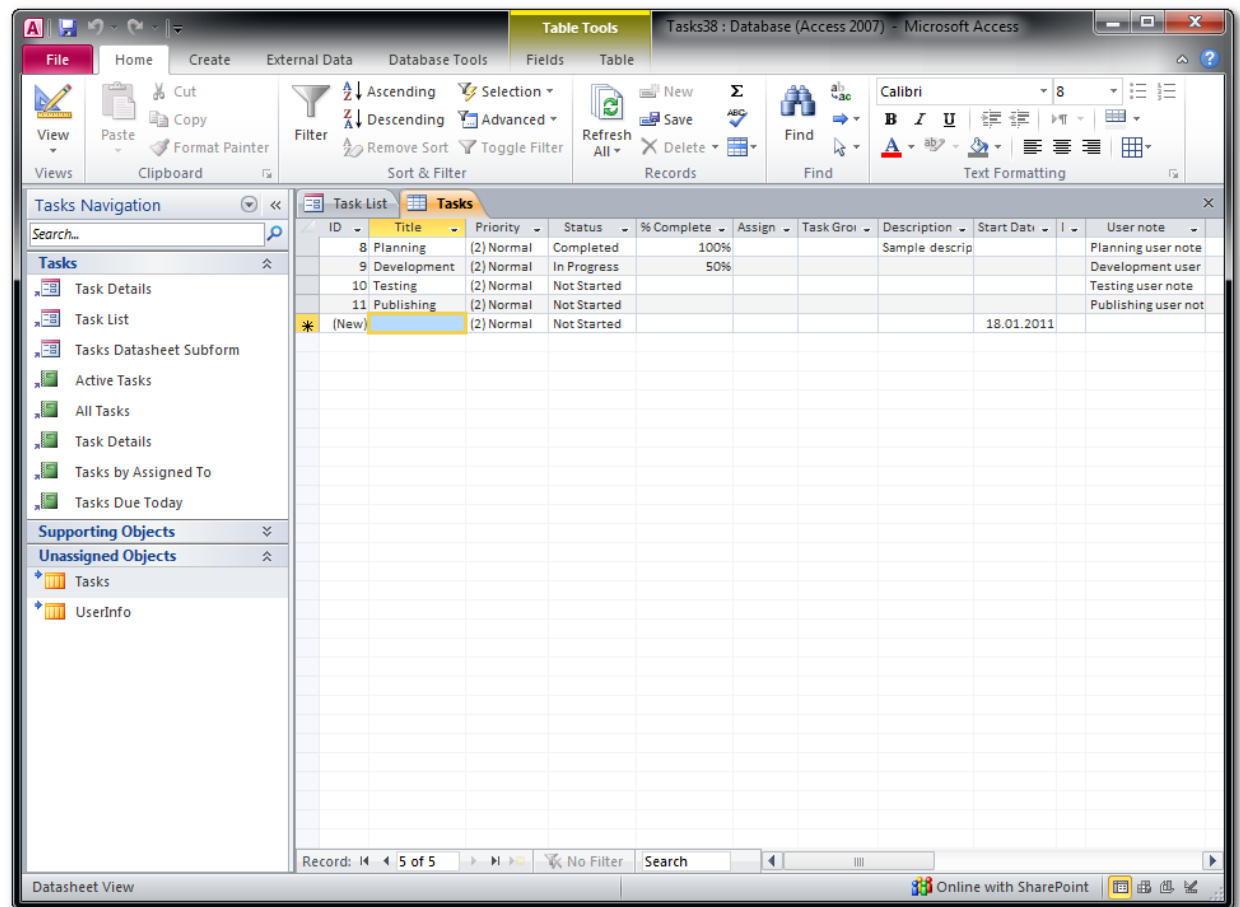 Table Tools Tasks38 : Database (Access 2007) - Microsoft Access
File Home Create External Data Database Tools Fields Table
View
Views
Paste
Cut
Copy
Format Painter
Clipboard
Filter
Ascending
Descending
Remove Sort
Selection
Advanced
Toggle Filter
Sort & Filter
Refresh
All
New
Save
Delete
Records
Find
Find
Calibri 8
B I U
Text Formatting
Tasks Navigation
Search...
Tasks
Task Details
Task List
Tasks Datasheet Subform
Active Tasks
All Tasks
Task Details
Tasks by Assigned To
Tasks Due Today
Supporting Objects
Unassigned Objects
Tasks
UserInfo
Task List Tasks
ID Title Priority Status % Complete Assign Task Grou Description Start Date I User note
8 Planning (2) Normal Completed 100% Sample descrip Planning user note
9 Development (2) Normal In Progress 50% Development user
10 Testing (2) Normal Not Started Testing user note
11 Publishing (2) Normal Not Started Publishing user not
(New) (2) Normal Not Started 18.01.2011
Record: 5 of 5 No Filter Search
Datasheet View Online with SharePoint